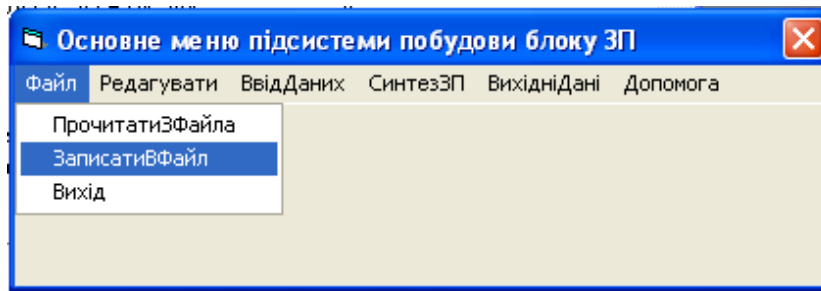 Основне меню підсистеми побудови блоку ЗП
Файл Редагувати ВвідДаних СинтезЗП ВихідніДані Допомога
ПрочитатиЗФайла
ЗаписатиВФайл
Вихід